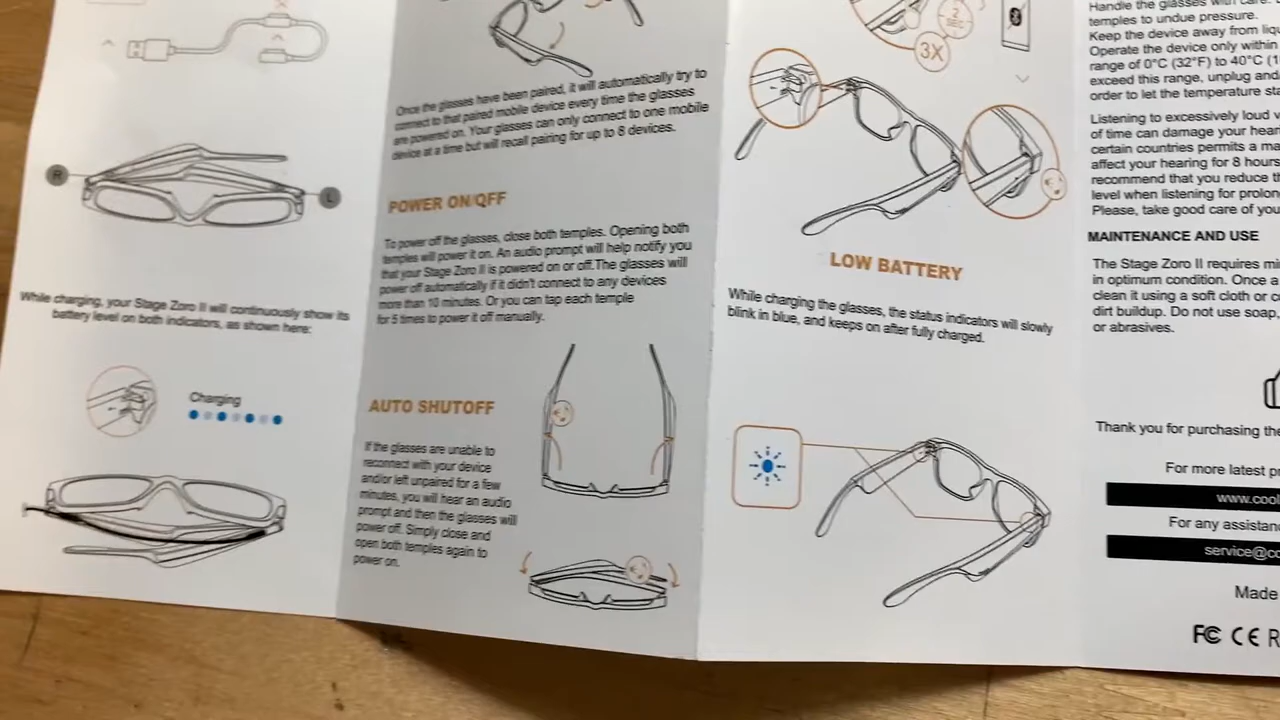 R
L
While charging, your Stage Zoro II will continuously show its
battery level on both indicators, as shown here:
Charging
Once the glasses have been paired, it will automatically try to
connect to that paired mobile device every time the glasses
are powered on. Your glasses can only connect to one mobile
device at a time but will recall pairing for up to 8 devices.
POWER ON/OFF
To power off the glasses, close both temples. Opening both
temples will power it on. An audio prompt will help notify you
that your Stage Zoro II is powered on or off.The glasses will
power off automatically if it didn't connect to any devices
more than 10 minutes. Or you can tap each temple
for 5 times to power it off manually.
AUTO SHUTOFF
If the glasses are unable to
reconnect with your device
and/or left unpaired for a few
minutes, you will hear an audio
prompt and then the glasses will
power off. Simply close and
open both temples again to
power on.
2
SEC
3X
LOW BATTERY
While charging the glasses, the status indicators will slowly
blink in blue, and keeps on after fully charged.
Handle the glasses with care.
temples to undue pressure.
Keep the device away from
Operate the device only within
range of 0°C (32°F) to 40°C
exceed this range, unplug and
order to let the temperature
Listening to excessively loud
of time can damage your
certain countries permits a
affect your hearing for 8 hours
recommend that you reduce
level when listening for
Please, take good care of
MAINTENANCE AND USE
The Stage Zoro II requires
in optimum condition. Once a
clean it using a soft cloth or
dirt buildup. Do not use soap,
or abrasives.
Thank you for purchasing
For more latest
www.cool
For any
service@co
Made
FC CE R